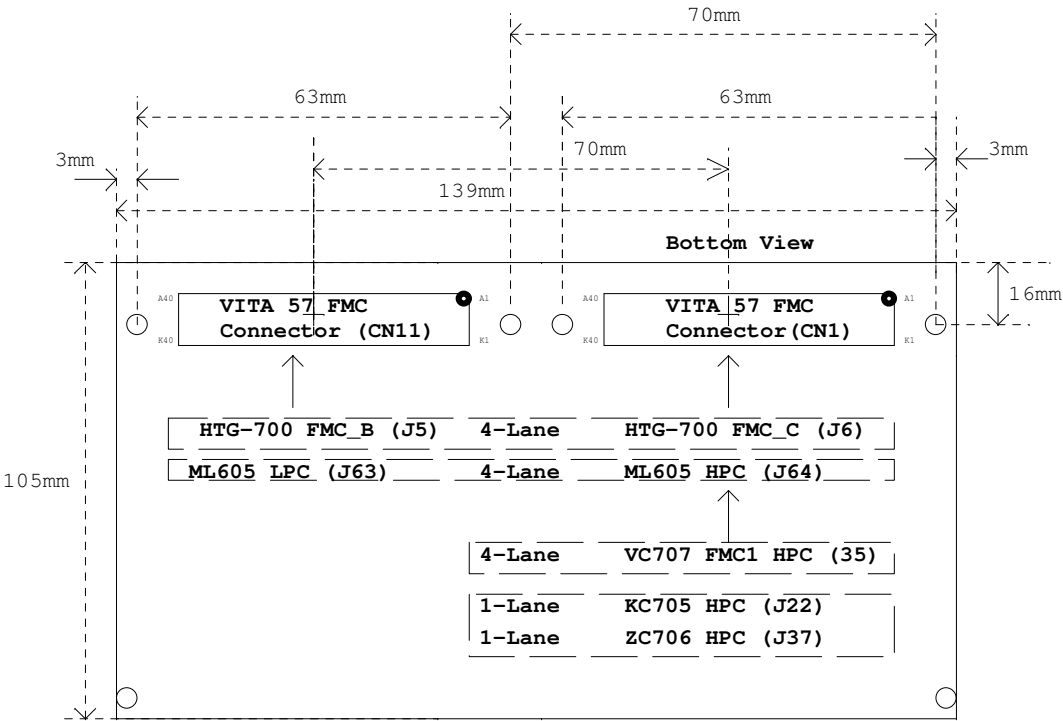 70mm
63mm 63mm
70mm
3mm 3mm
139mm
Bottom View
16mm
A40 VITA 57 FMC A1 A40 VITA 57 FMC A1
K40 Connector (CN11) K1 K40 Connector(CN1) K1
HTG-700 FMC_B (J5) 4-Lane HTG-700 FMC_C (J6)
ML605 LPC (J63) 4-Lane ML605 HPC (J64)
105mm
4-Lane VC707 FMC1 HPC (35)
1-Lane KC705 HPC (J22)
1-Lane ZC706 HPC (J37)